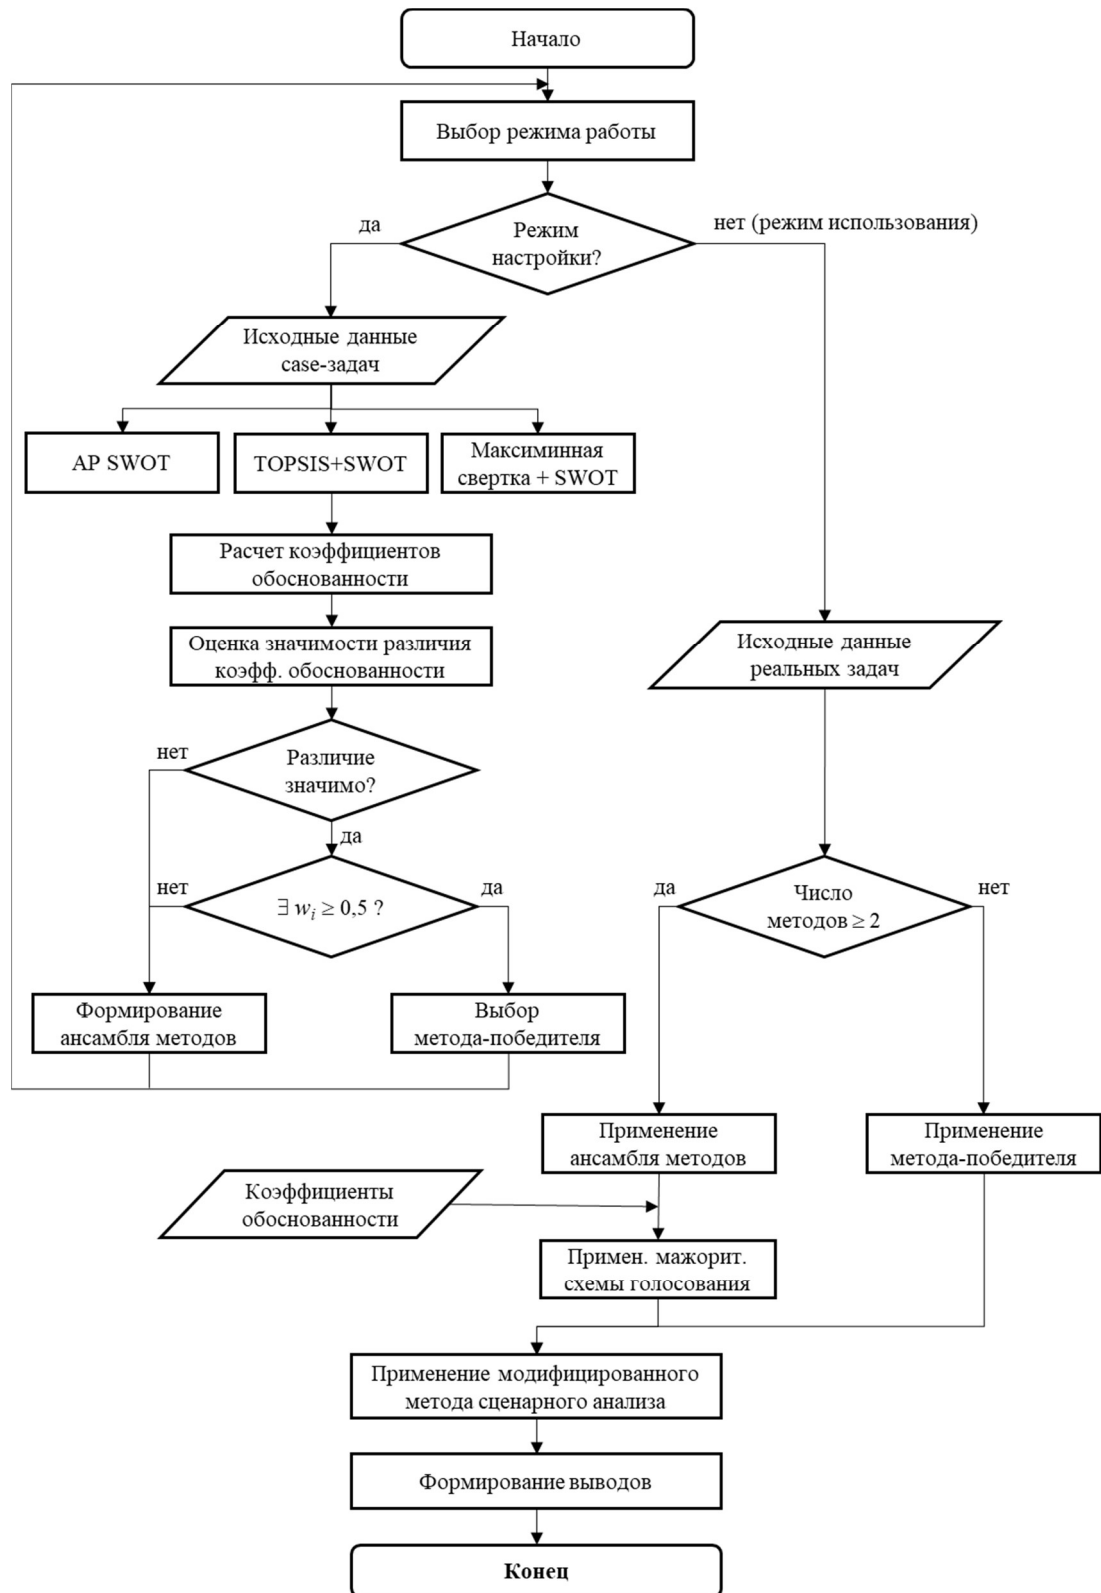 Начало
Выбор режима работы
да
Режим
настройки?
нет (режим использования)
Исходные данные
case-задач
AP SWOT
TOPSIS+SWOT
Максиминная
свертка + SWOT
Расчет коэффициентов
обоснованности
Оценка значимости различия
коэфф. обоснованности
Исходные данные
реальных задач
нет
Различие
значимо?
да
нет
∃ wᵢ ≥ 0,5 ?
да
да
Число
методов ≥ 2
нет
Формирование
ансамбля методов
Выбор
метода-победителя
Применение
ансамбля методов
Применение
метода-победителя
Коэффициенты
обоснованности
Примен. мажорит.
схемы голосования
Применение модифицированного
метода сценарного анализа
Формирование выводов
Конец